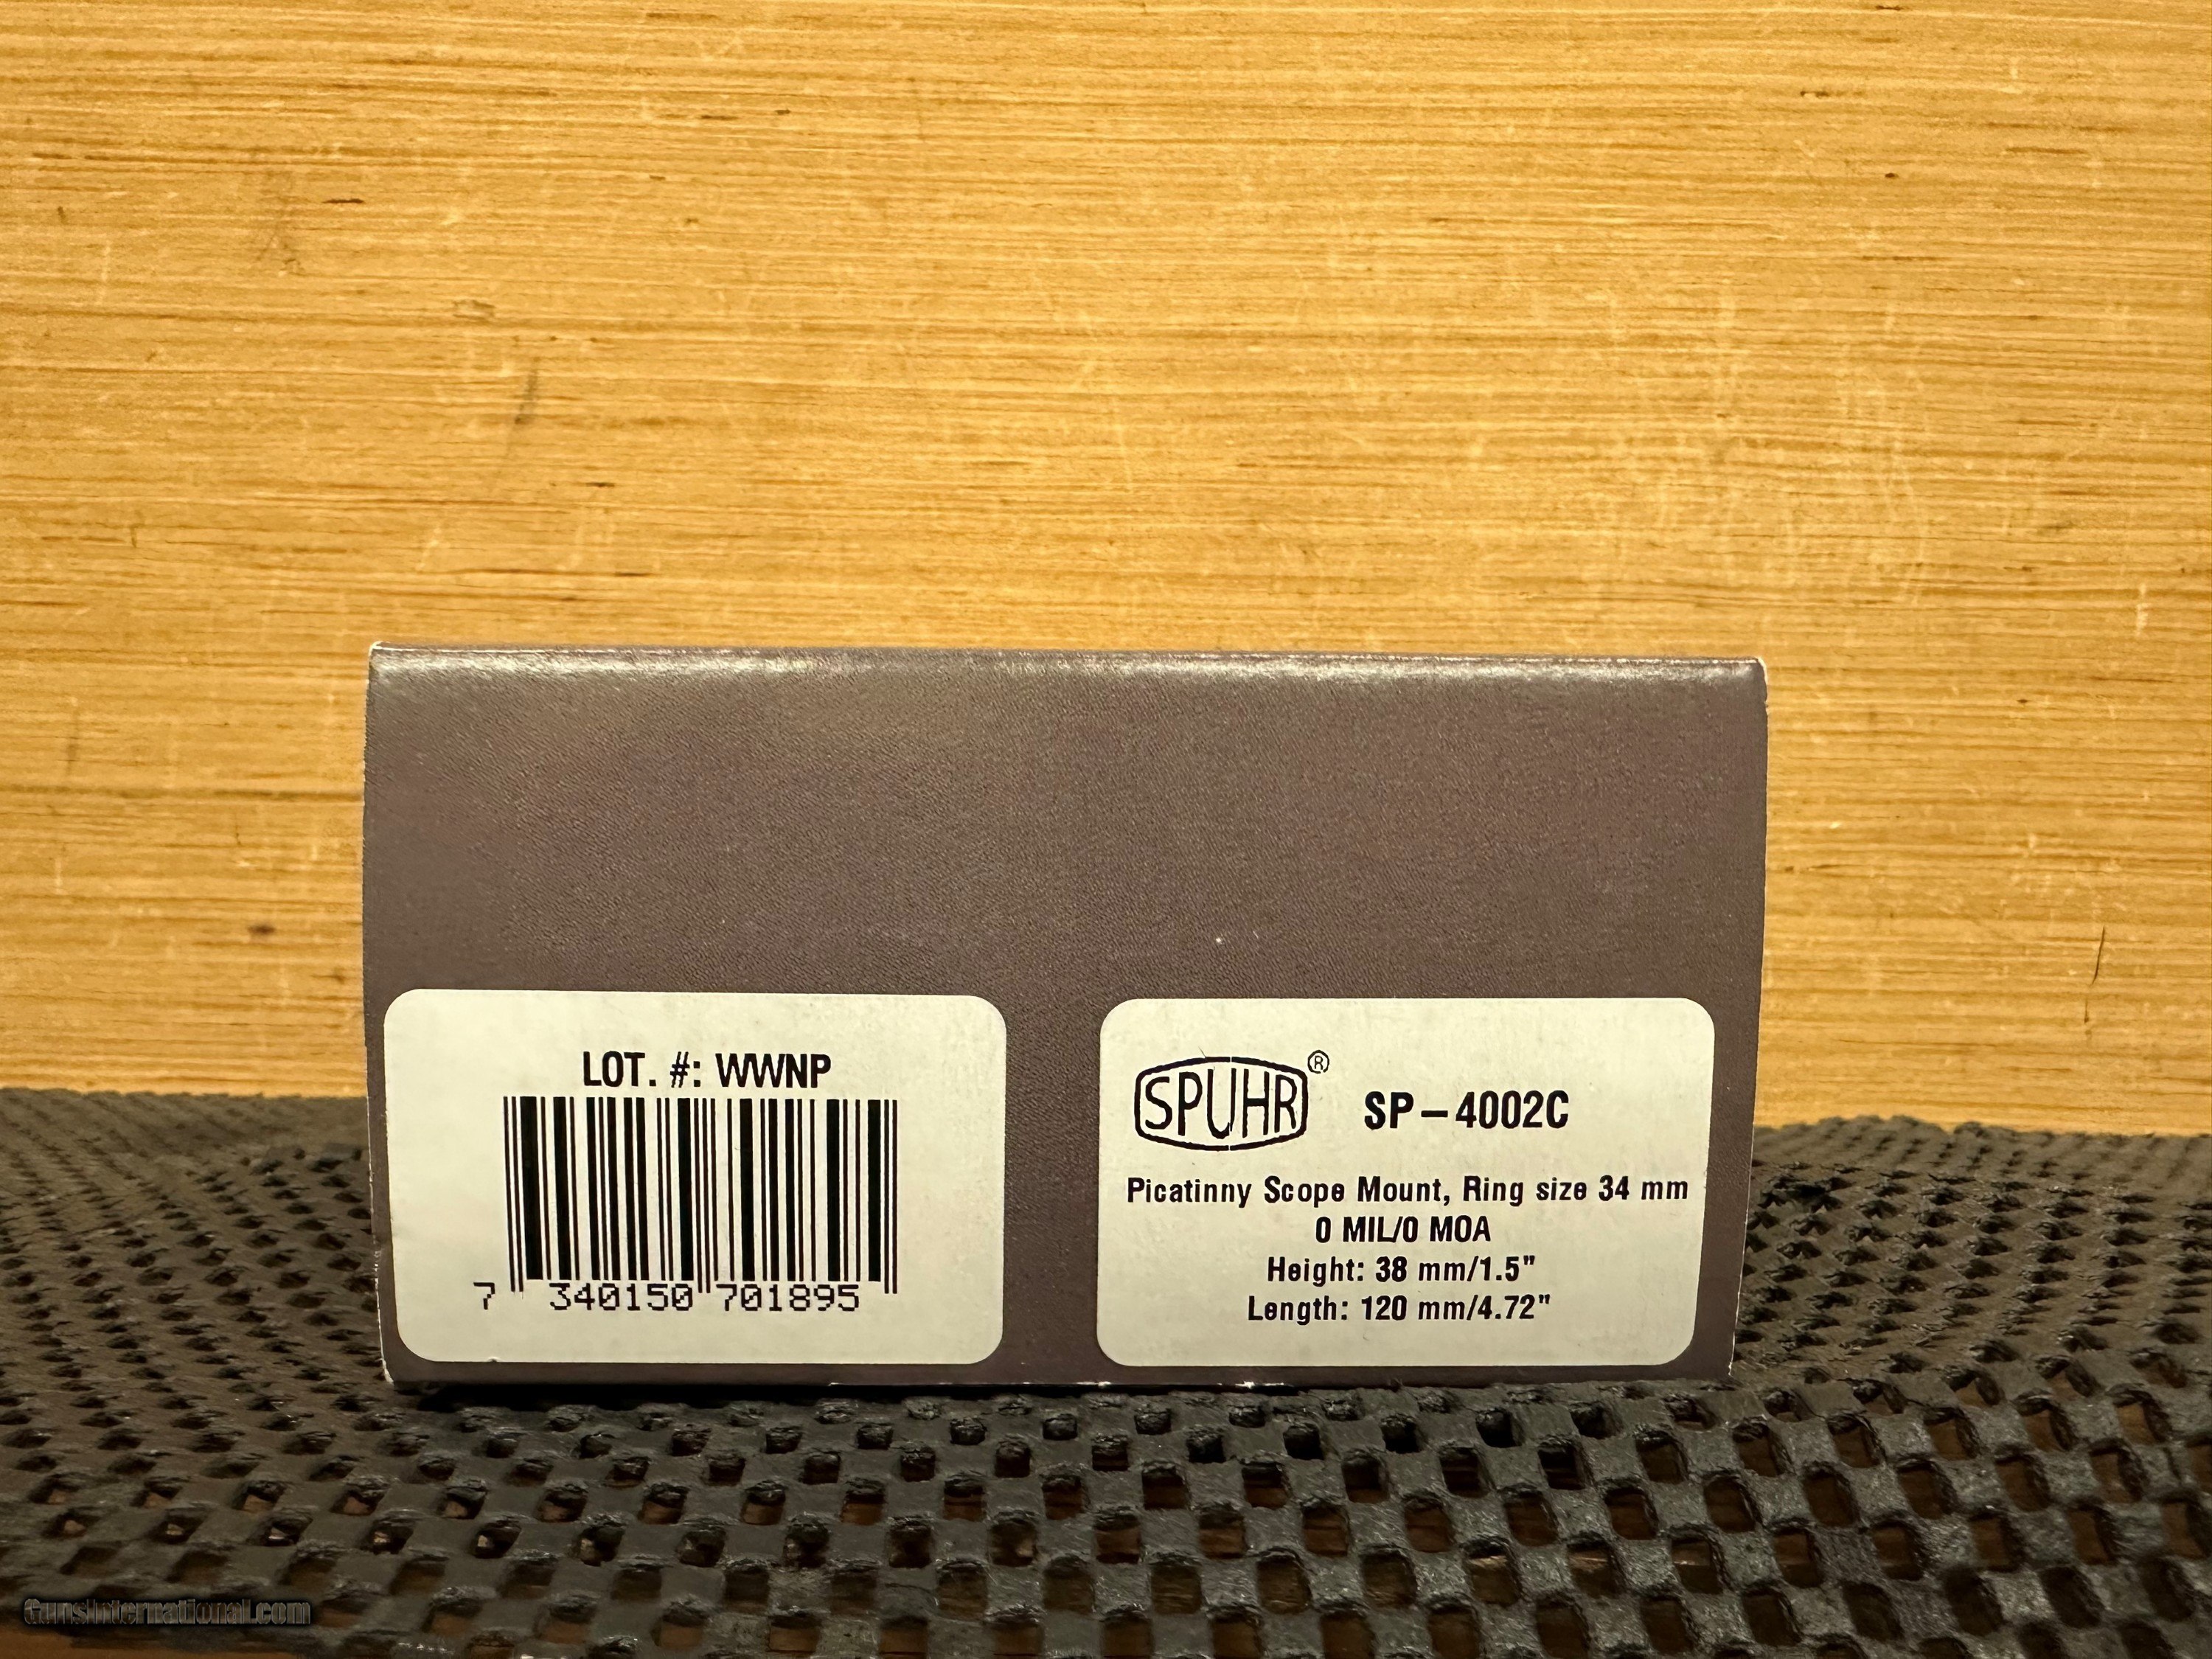 LOT. #: WWNP
7 340150 701895
SPUHR® SP-4002C
Picatinny Scope Mount, Ring size 34 mm
0 MIL/0 MOA
Height: 38 mm/1.5"
Length: 120 mm/4.72"
GunsInternational.com